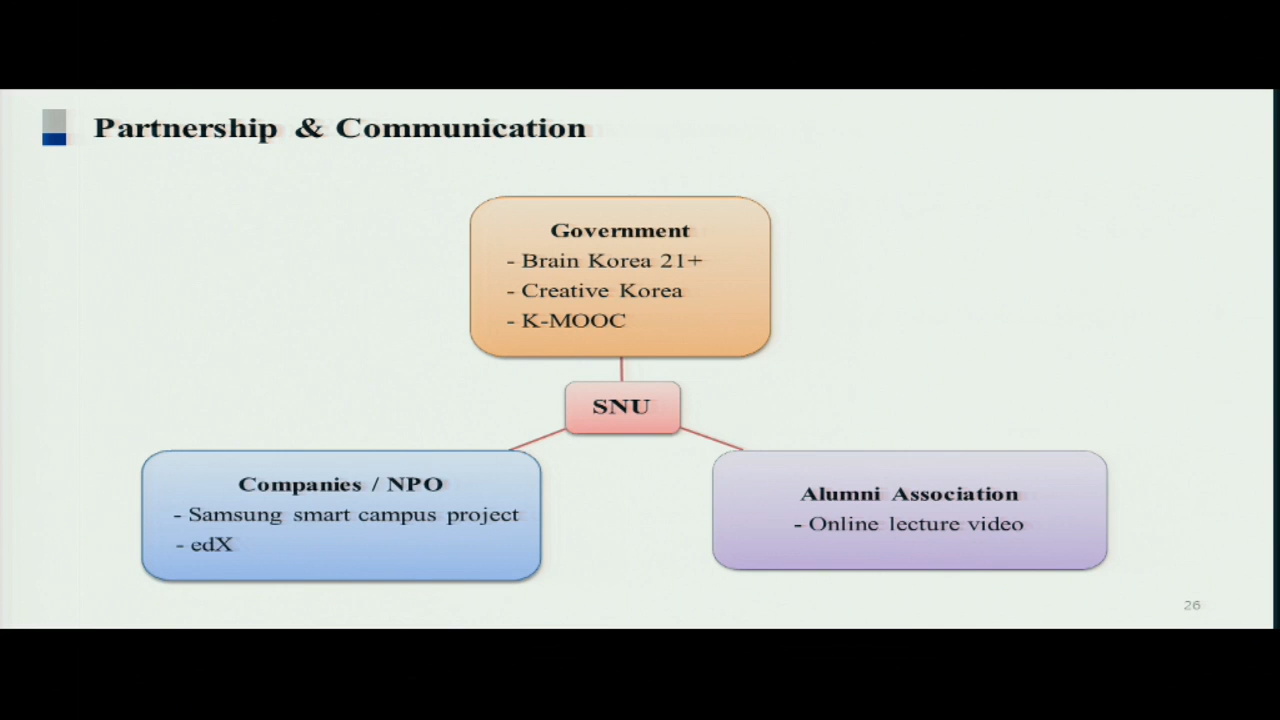 Partnership & Communication
Government
- Brain Korea 21+
- Creative Korea
- K-MOOC
SNU
Companies / NPO
- Samsung smart campus project
- edX
Alumni Association
- Online lecture video
26